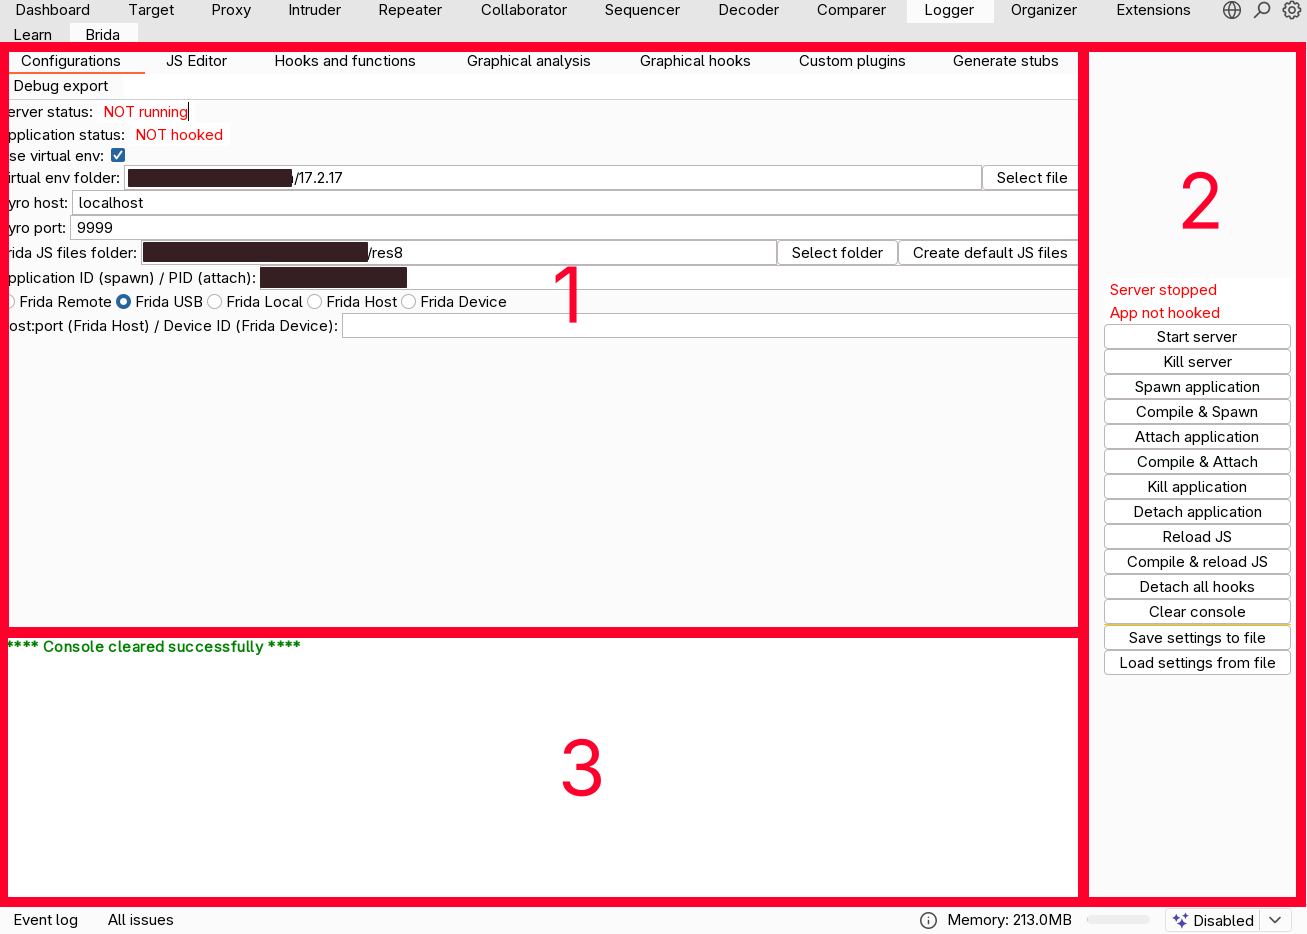 Dashboard Target Proxy Intruder Repeater Collaborator Sequencer Decoder Comparer Logger Organizer Extensions
Learn Brida
Configurations JS Editor Hooks and functions Graphical analysis Graphical hooks Custom plugins Generate stubs
Debug export
erver status: NOT running
pplication status: NOT hooked
se virtual env:
irtual env folder: /17.2.17 Select file
yro host: localhost
yro port: 9999
rida JS files folder: /res8 Select folder Create default JS files
pplication ID (spawn) / PID (attach):
Frida Remote Frida USB Frida Local Frida Host Frida Device
ost:port (Frida Host) / Device ID (Frida Device):
1
2
Server stopped
App not hooked
Start server
Kill server
Spawn application
Compile & Spawn
Attach application
Compile & Attach
Kill application
Detach application
Reload JS
Compile & reload JS
Detach all hooks
Clear console
Save settings to file
Load settings from file
**** Console cleared successfully ****
3
Event log All issues Memory: 213.0MB Disabled